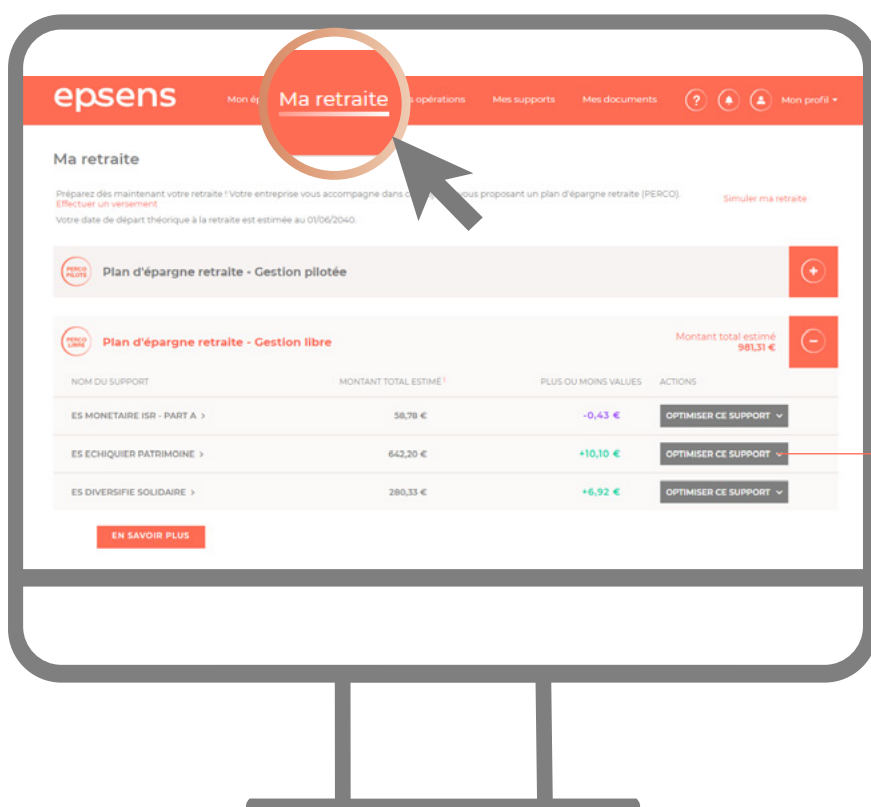 epsens
Mon ép
Ma retraite
s opérations
Mes supports
Mes documents
?
Mon profil
Ma retraite
Préparez dès maintenant votre retraite ! Votre entreprise vous accompagne dans c vous proposant un plan d'épargne retraite (PERCO).
Effectuer un versement
Simuler ma retraite
Votre date de départ théorique à la retraite est estimée au 01/06/2040.
PERCO
PILOTÉ
Plan d'épargne retraite - Gestion pilotée
+
PERCO
LIBRE
Plan d'épargne retraite - Gestion libre
Montant total estimé
981,31 €
−
NOM DU SUPPORT MONTANT TOTAL ESTIMÉ¹ PLUS OU MOINS VALUES ACTIONS
ES MONETAIRE ISR - PART A > 58,78 € -0,43 € OPTIMISER CE SUPPORT
ES ECHIQUIER PATRIMOINE > 642,20 € +10,10 € OPTIMISER CE SUPPORT
ES DIVERSIFIE SOLIDAIRE > 280,33 € +6,92 € OPTIMISER CE SUPPORT
EN SAVOIR PLUS